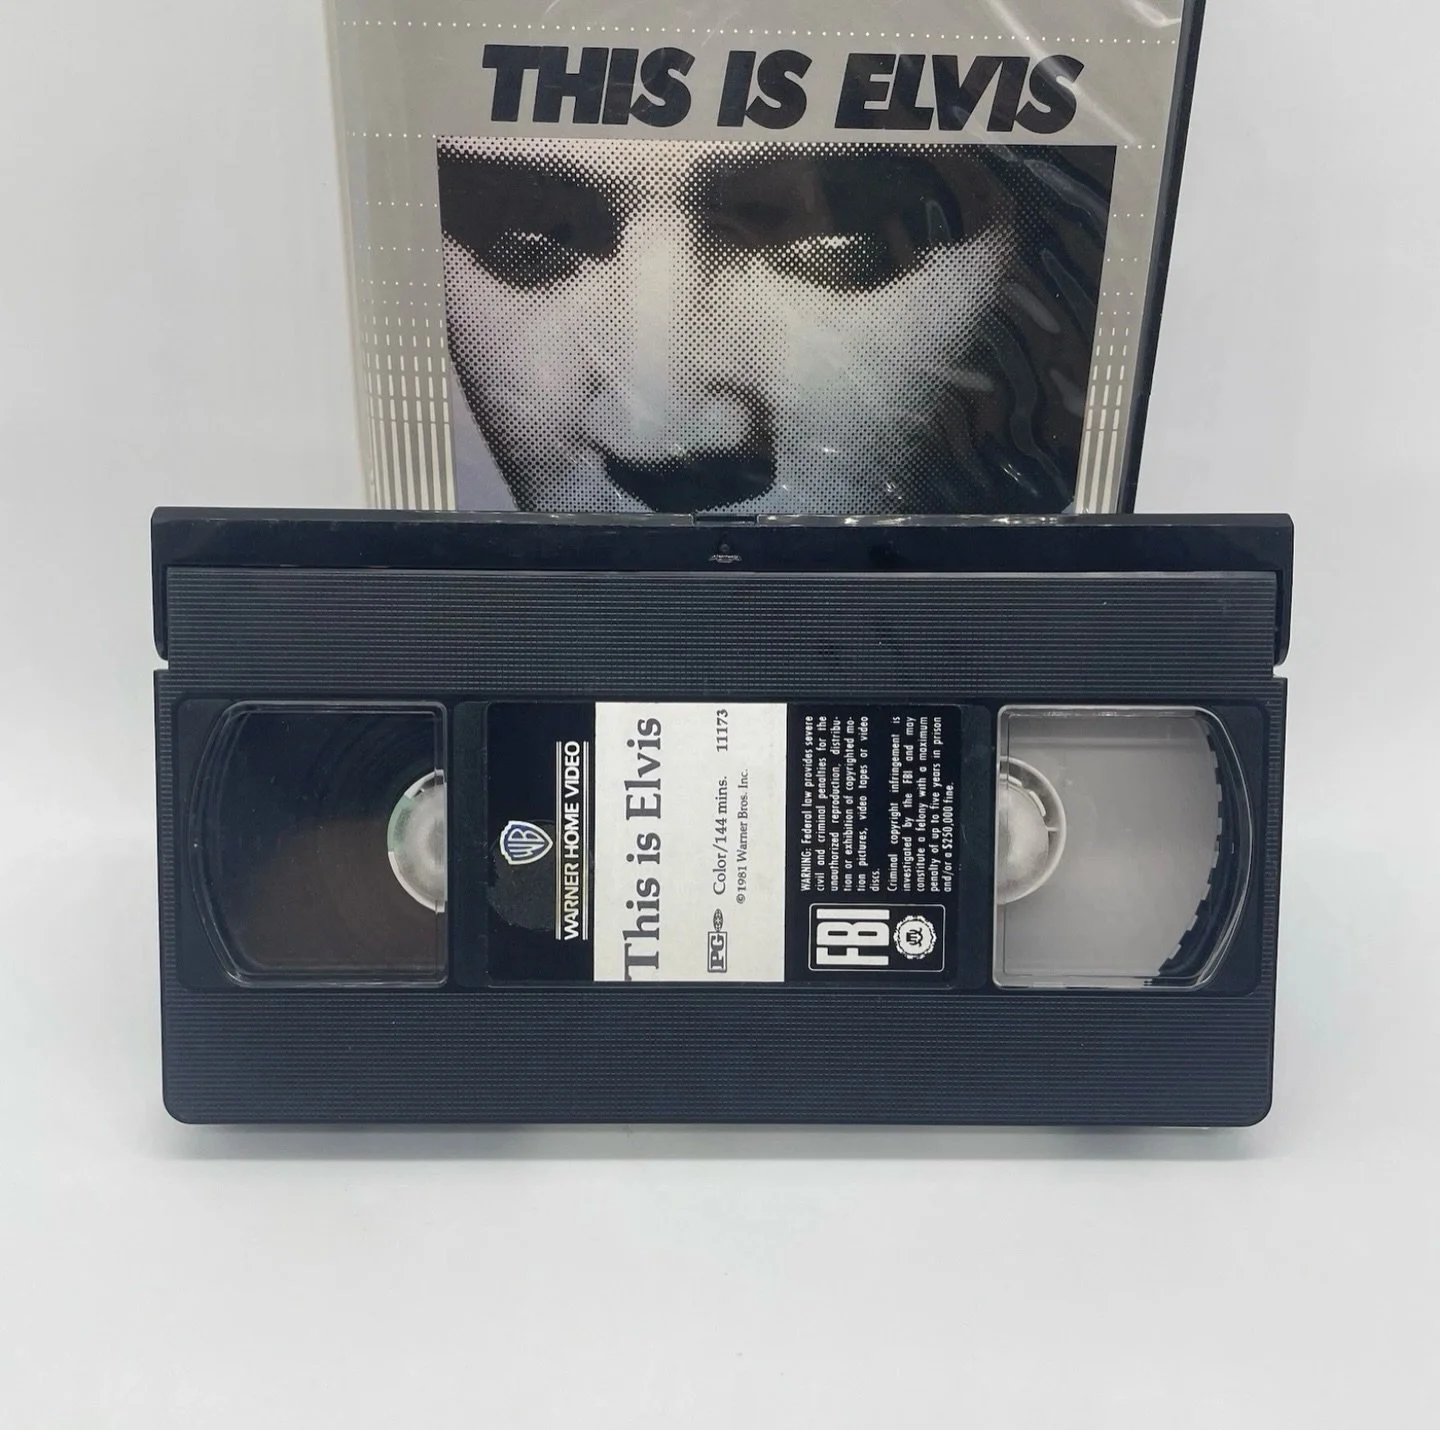 THIS IS ELVIS
WB
WARNER HOME VIDEO
This is Elvis
PG Color/144 mins. 11173
©1981 Warner Bros. Inc.
WARNING: Federal law provides severe
civil and criminal penalties for the
unauthorized reproduction, distribu-
tion or exhibition of copyrighted mo-
tion pictures, video tapes or video
discs.
Criminal copyright infringement is
investigated by the FBI and may
constitute a felony with a maximum
penalty of up to five years in prison
and/or a $250,000 fine.
FBI